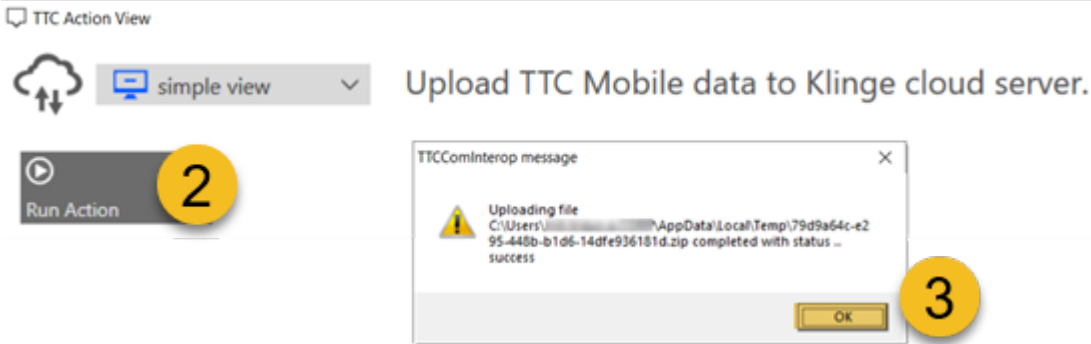 TTC Action View
simple view
Upload TTC Mobile data to Klinge cloud server.
Run Action
2
TTCComInterop message
Uploading file
C:\Users\ \AppData\Local\Temp\79d9a64c-e2
95-448b-b1d6-14dfe936181d.zip completed with status ...
success
OK
3